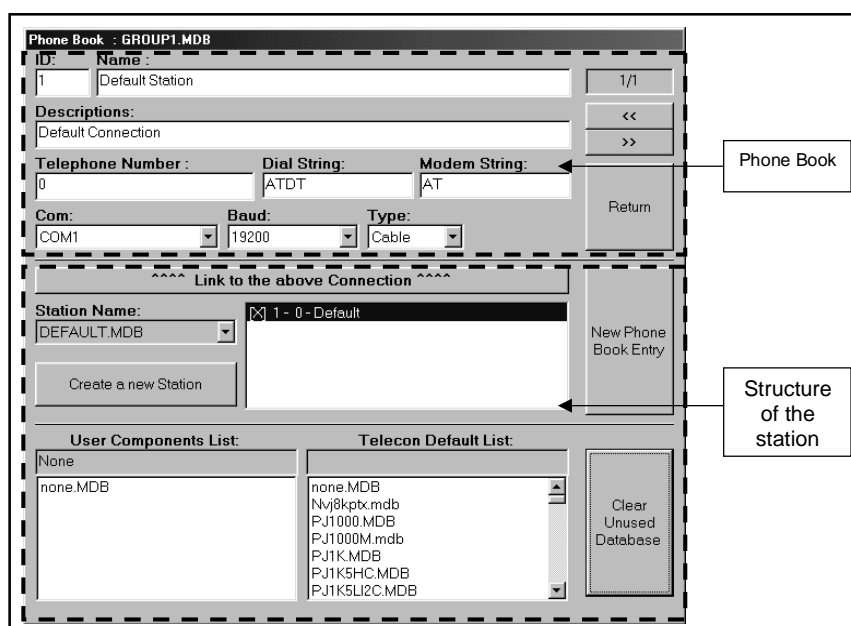 Phone Book : GROUP1.MDB
ID: Name :
1 Default Station 1/1
Descriptions:
Default Connection
<<
>>
Telephone Number : Dial String: Modem String:
0 ATDT AT
Return
Com: Baud: Type:
COM1 19200 Cable
Phone Book
^^^^ Link to the above Connection ^^^^
Station Name:
DEFAULT.MDB
[X] 1 - 0 - Default
Create a new Station
New Phone
Book Entry
Structure
of the
station
User Components List: Telecon Default List:
None
none.MDB
none.MDB
Nvj8kptx.mdb
PJ1000.MDB
PJ1000M.mdb
PJ1K.MDB
PJ1K5HC.MDB
PJ1K5LI2C.MDB
Clear
Unused
Database